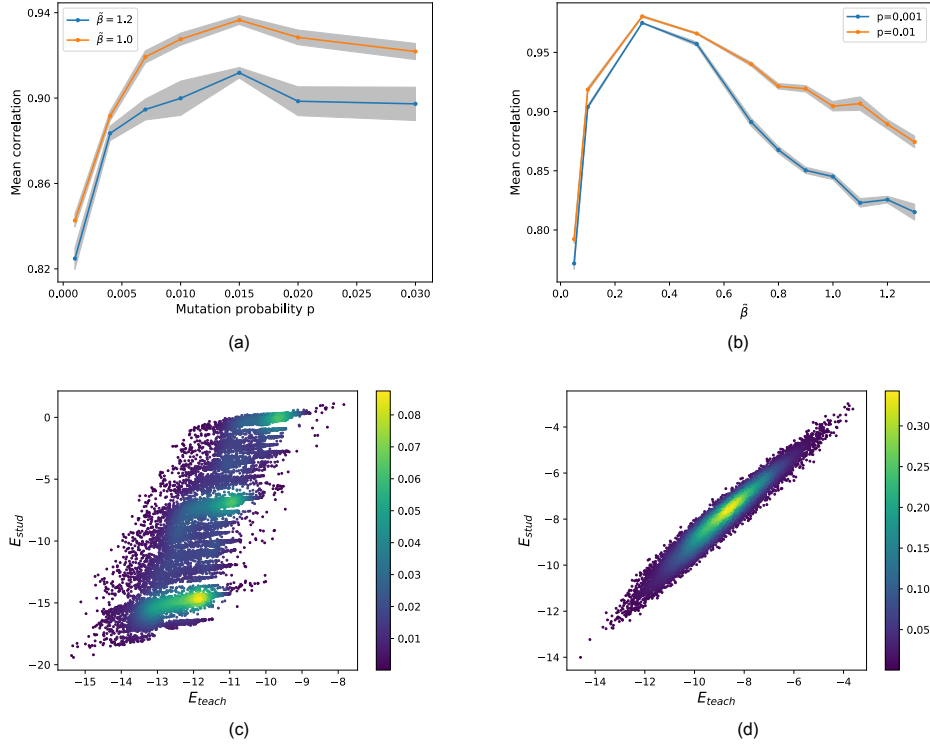 0.94
0.90
0.86
0.82
Mean correlation
β̃ = 1.2
β̃ = 1.0
0.000 0.005 0.010 0.015 0.020 0.025 0.030
Mutation probability p
(a)
0.95
0.90
0.85
0.80
Mean correlation
p=0.001
p=0.01
0.0 0.2 0.4 0.6 0.8 1.0 1.2
β̃
(b)
0
−5
−10
−15
−20
E_stud
−15 −14 −13 −12 −11 −10 −9 −8
E_teach
0.08
0.07
0.06
0.05
0.04
0.03
0.02
0.01
(c)
−4
−6
−8
−10
−12
−14
E_stud
−14 −12 −10 −8 −6 −4
E_teach
0.30
0.25
0.20
0.15
0.10
0.05
(d)